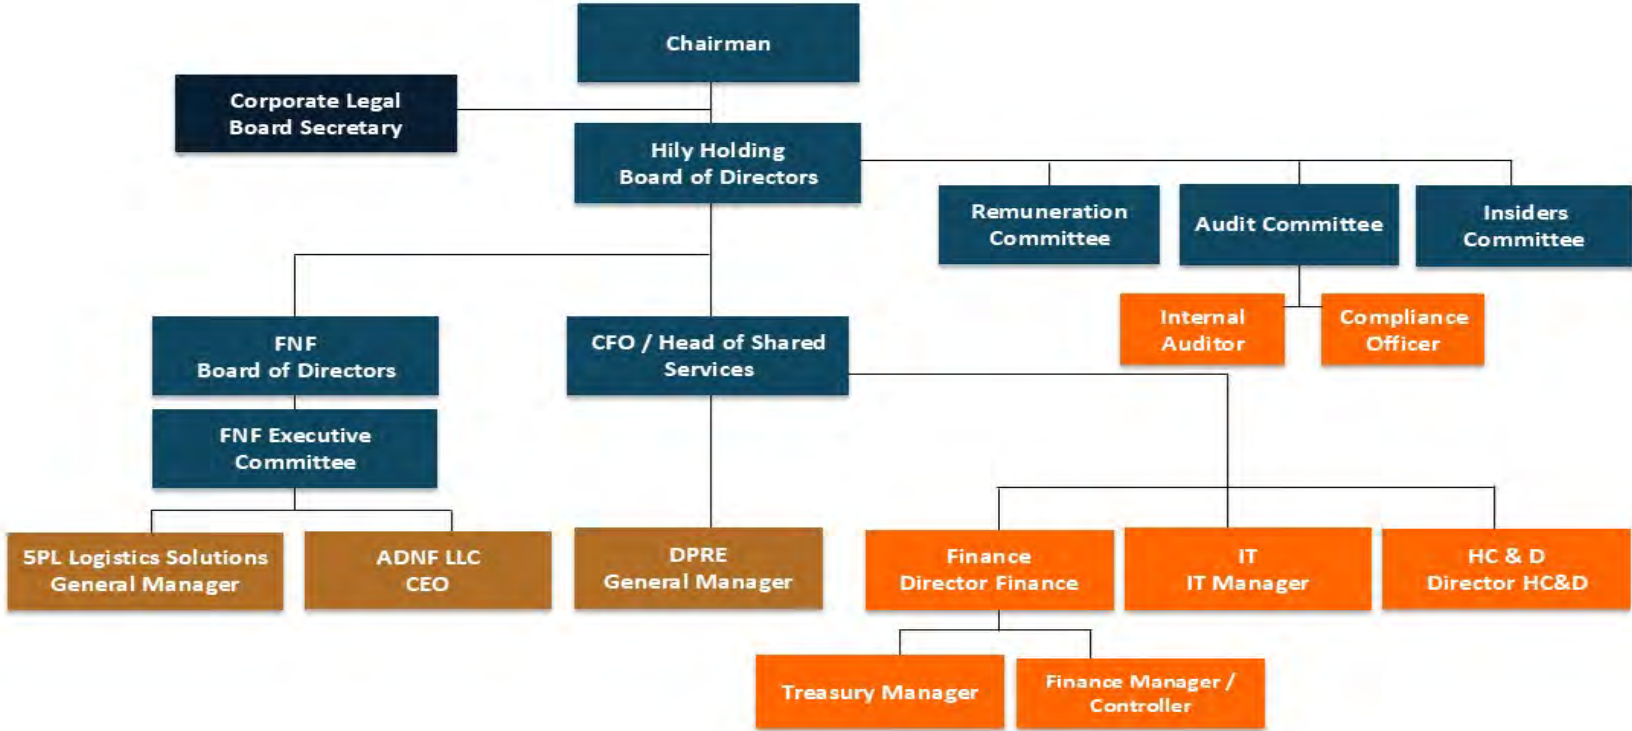 Chairman
Corporate Legal
Board Secretary
Hily Holding
Board of Directors
Remuneration
Committee
Audit Committee
Insiders
Committee
Internal
Auditor
Compliance
Officer
FNF
Board of Directors
CFO / Head of Shared
Services
FNF Executive
Committee
5PL Logistics Solutions
General Manager
ADNF LLC
CEO
DPRE
General Manager
Finance
Director Finance
IT
IT Manager
HC & D
Director HC&D
Treasury Manager
Finance Manager /
Controller